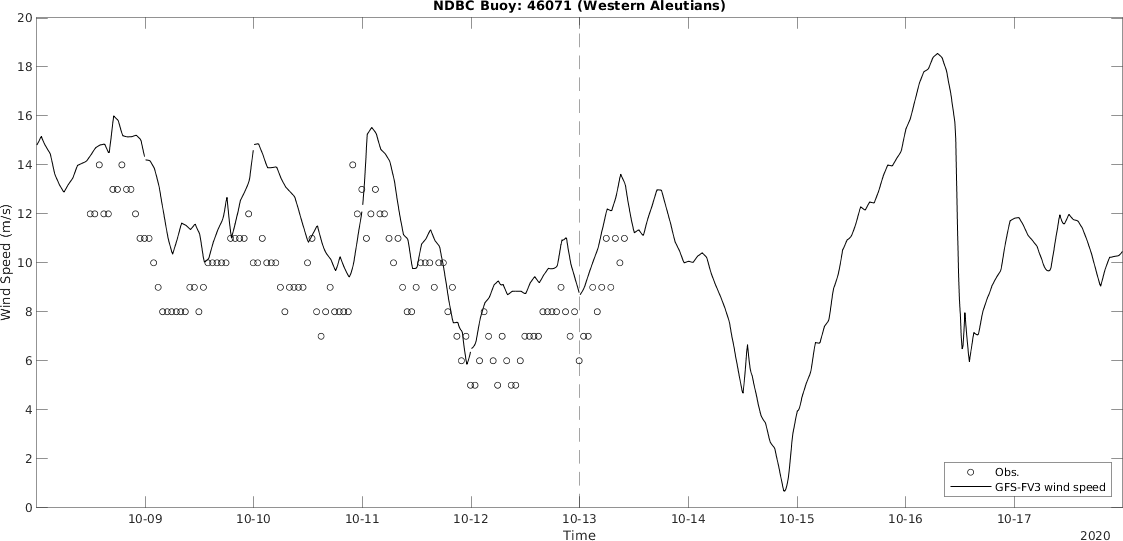 NDBC Buoy: 46071 (Western Aleutians)
20
18
16
14
12
10
8
6
4
2
0
Wind Speed (m/s)
Obs.
GFS-FV3 wind speed
10-09 10-10 10-11 10-12 10-13 10-14 10-15 10-16 10-17
Time
2020